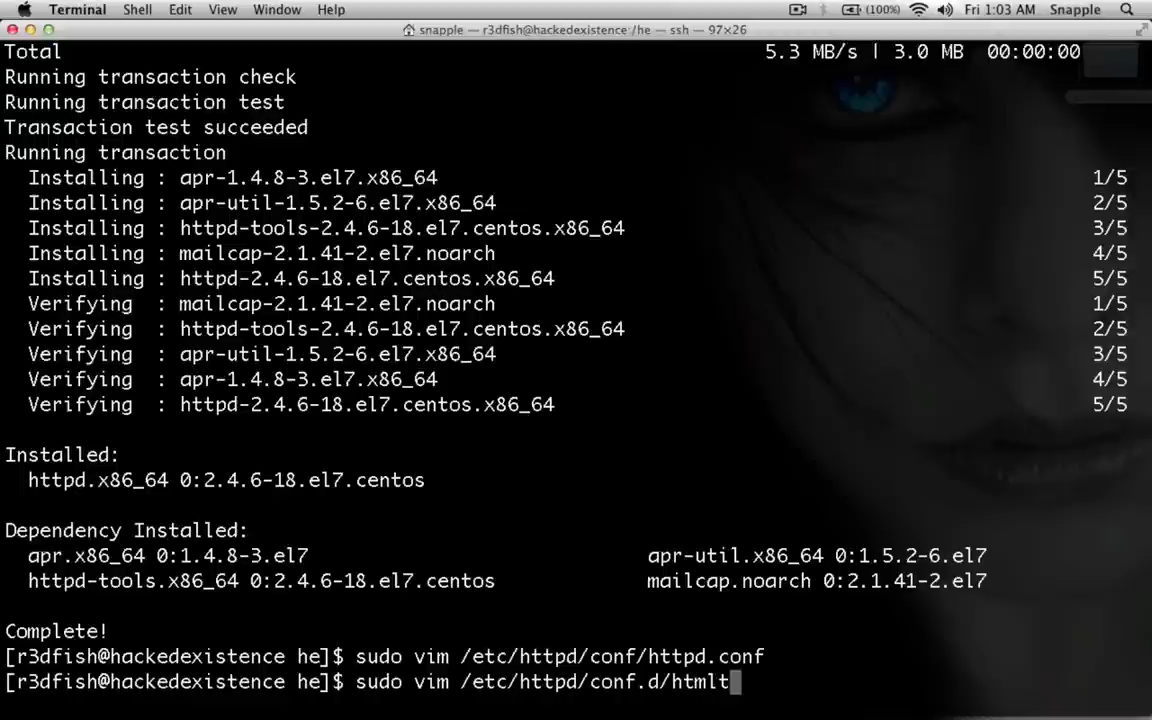 Terminal Shell Edit View Window Help (100%) Fri 1:03 AM Snapple
snapple — r3dfish@hackedexistence:/he — ssh — 97×26
Total 5.3 MB/s | 3.0 MB 00:00:00
Running transaction check
Running transaction test
Transaction test succeeded
Running transaction
Installing : apr-1.4.8-3.el7.x86_64 1/5
Installing : apr-util-1.5.2-6.el7.x86_64 2/5
Installing : httpd-tools-2.4.6-18.el7.centos.x86_64 3/5
Installing : mailcap-2.1.41-2.el7.noarch 4/5
Installing : httpd-2.4.6-18.el7.centos.x86_64 5/5
Verifying : mailcap-2.1.41-2.el7.noarch 1/5
Verifying : httpd-tools-2.4.6-18.el7.centos.x86_64 2/5
Verifying : apr-util-1.5.2-6.el7.x86_64 3/5
Verifying : apr-1.4.8-3.el7.x86_64 4/5
Verifying : httpd-2.4.6-18.el7.centos.x86_64 5/5
Installed:
httpd.x86_64 0:2.4.6-18.el7.centos
Dependency Installed:
apr.x86_64 0:1.4.8-3.el7 apr-util.x86_64 0:1.5.2-6.el7
httpd-tools.x86_64 0:2.4.6-18.el7.centos mailcap.noarch 0:2.1.41-2.el7
Complete!
[r3dfish@hackedexistence he]$ sudo vim /etc/httpd/conf/httpd.conf
[r3dfish@hackedexistence he]$ sudo vim /etc/httpd/conf.d/htmlt